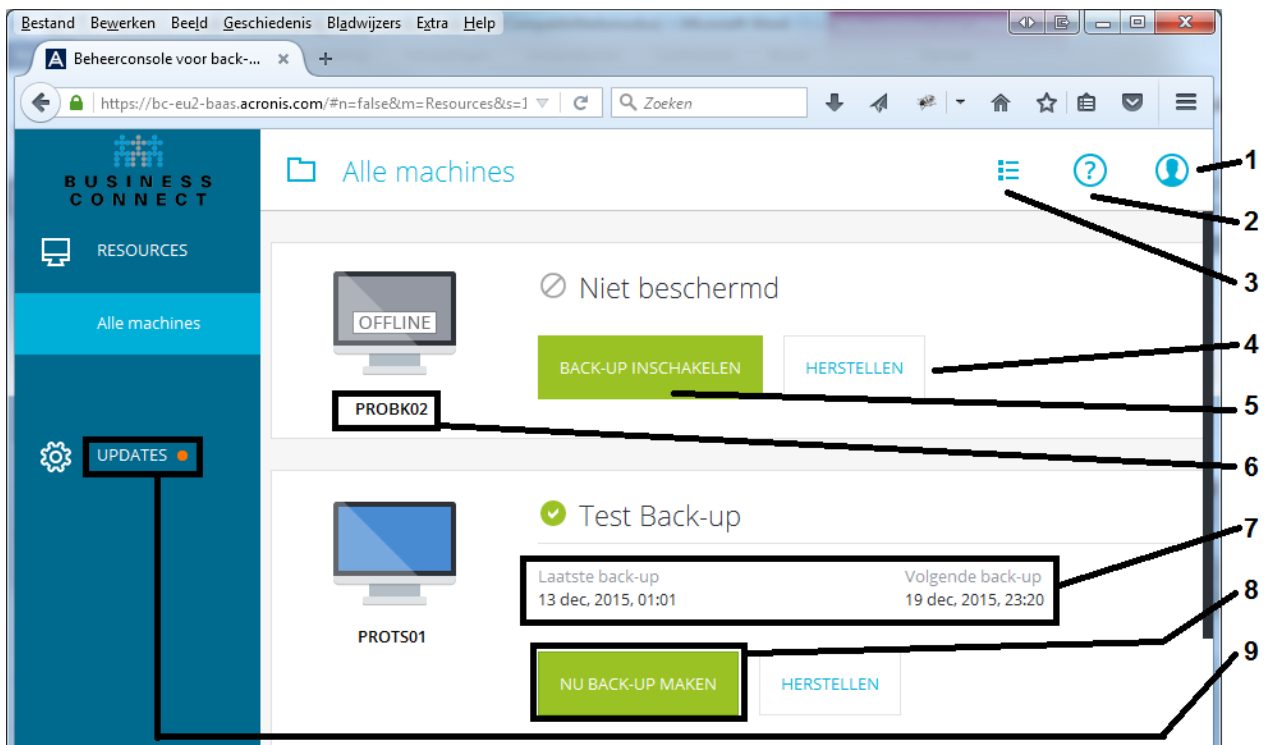 Bestand Bewerken Beeld Geschiedenis Bladwijzers Extra Help
Beheerconsole voor back-...
https://bc-eu2-baas.acronis.com/#n=false&m=Resources&s=1
Zoeken
BUSINESS
CONNECT
Alle machines
1
2
3
RESOURCES
Alle machines
UPDATES
OFFLINE
PROBK02
Niet beschermd
BACK-UP INSCHAKELEN
HERSTELLEN
4
5
6
PROTS01
Test Back-up
Laatste back-up
Volgende back-up
13 dec, 2015, 01:01
19 dec, 2015, 23:20
7
NU BACK-UP MAKEN
HERSTELLEN
8
9